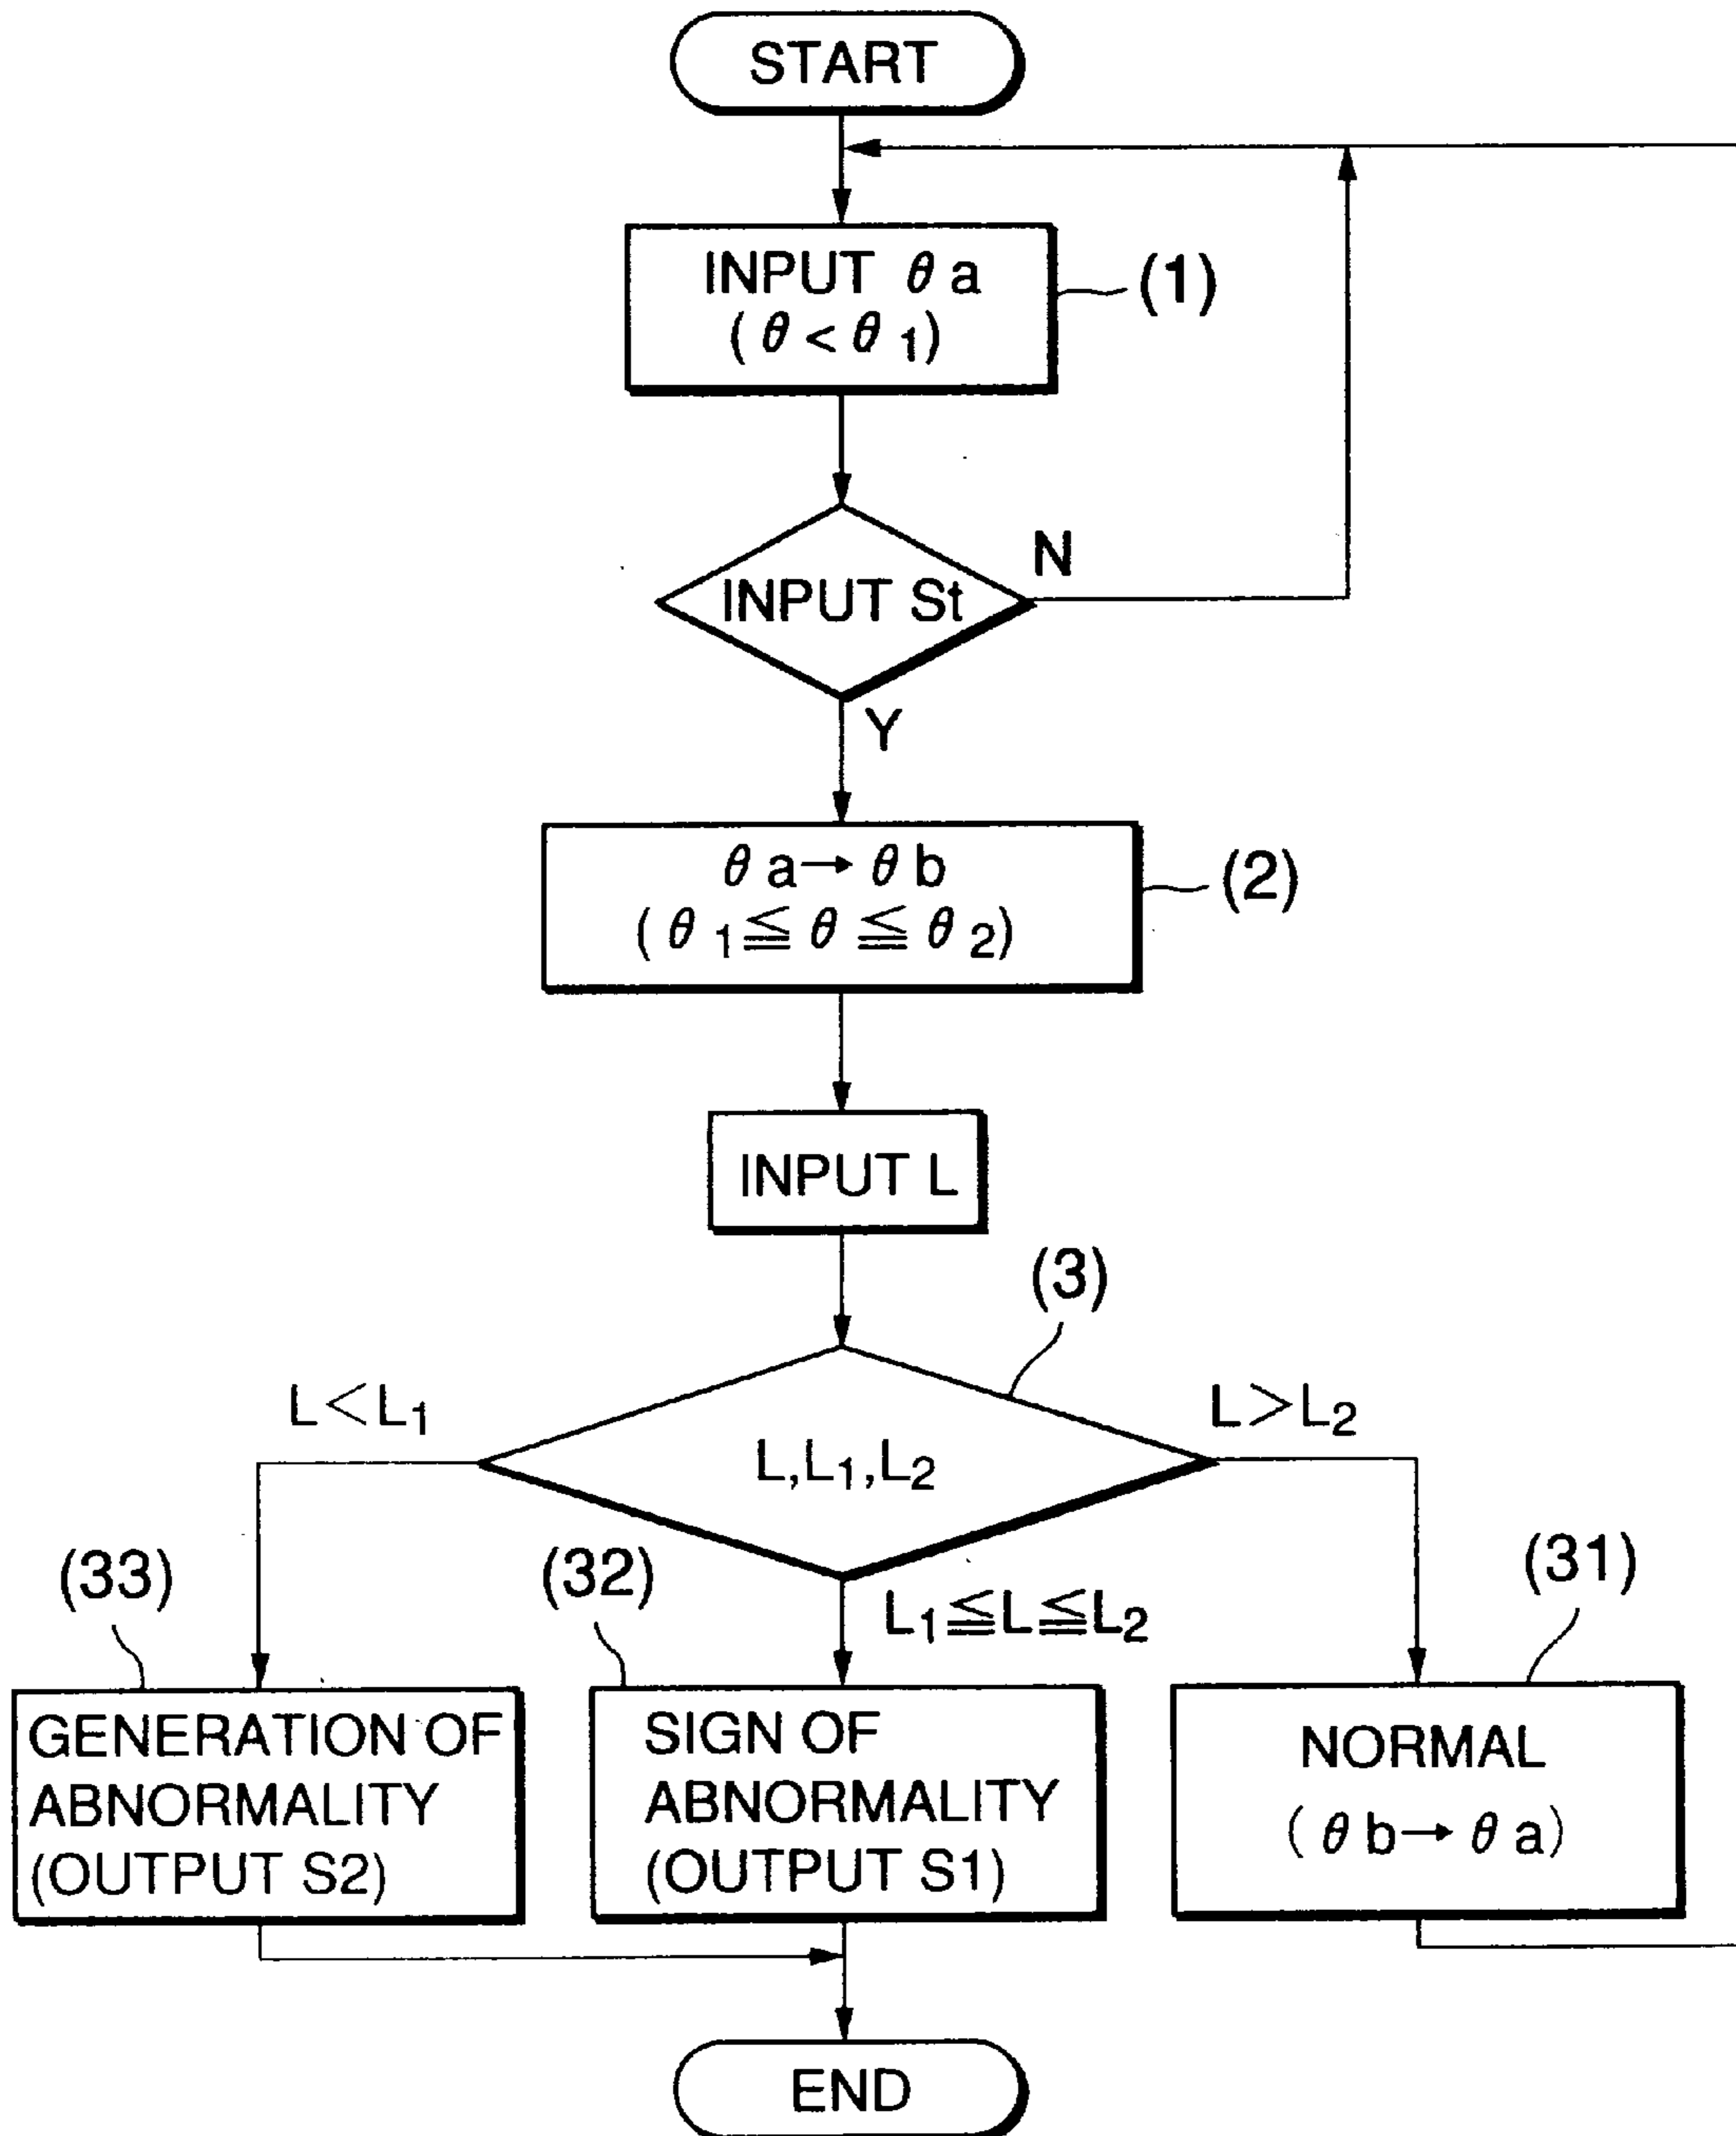 START
INPUT θ a
( θ < θ 1)
(1)
INPUT St
N
Y
θ a→ θ b
( θ 1≦ θ ≦ θ 2)
(2)
INPUT L
(3)
L<L1
L,L1,L2
L>L2
L1≦L≦L2
(33)
(32)
(31)
GENERATION OF
ABNORMALITY
(OUTPUT S2)
SIGN OF
ABNORMALITY
(OUTPUT S1)
NORMAL
( θ b→ θ a)
END